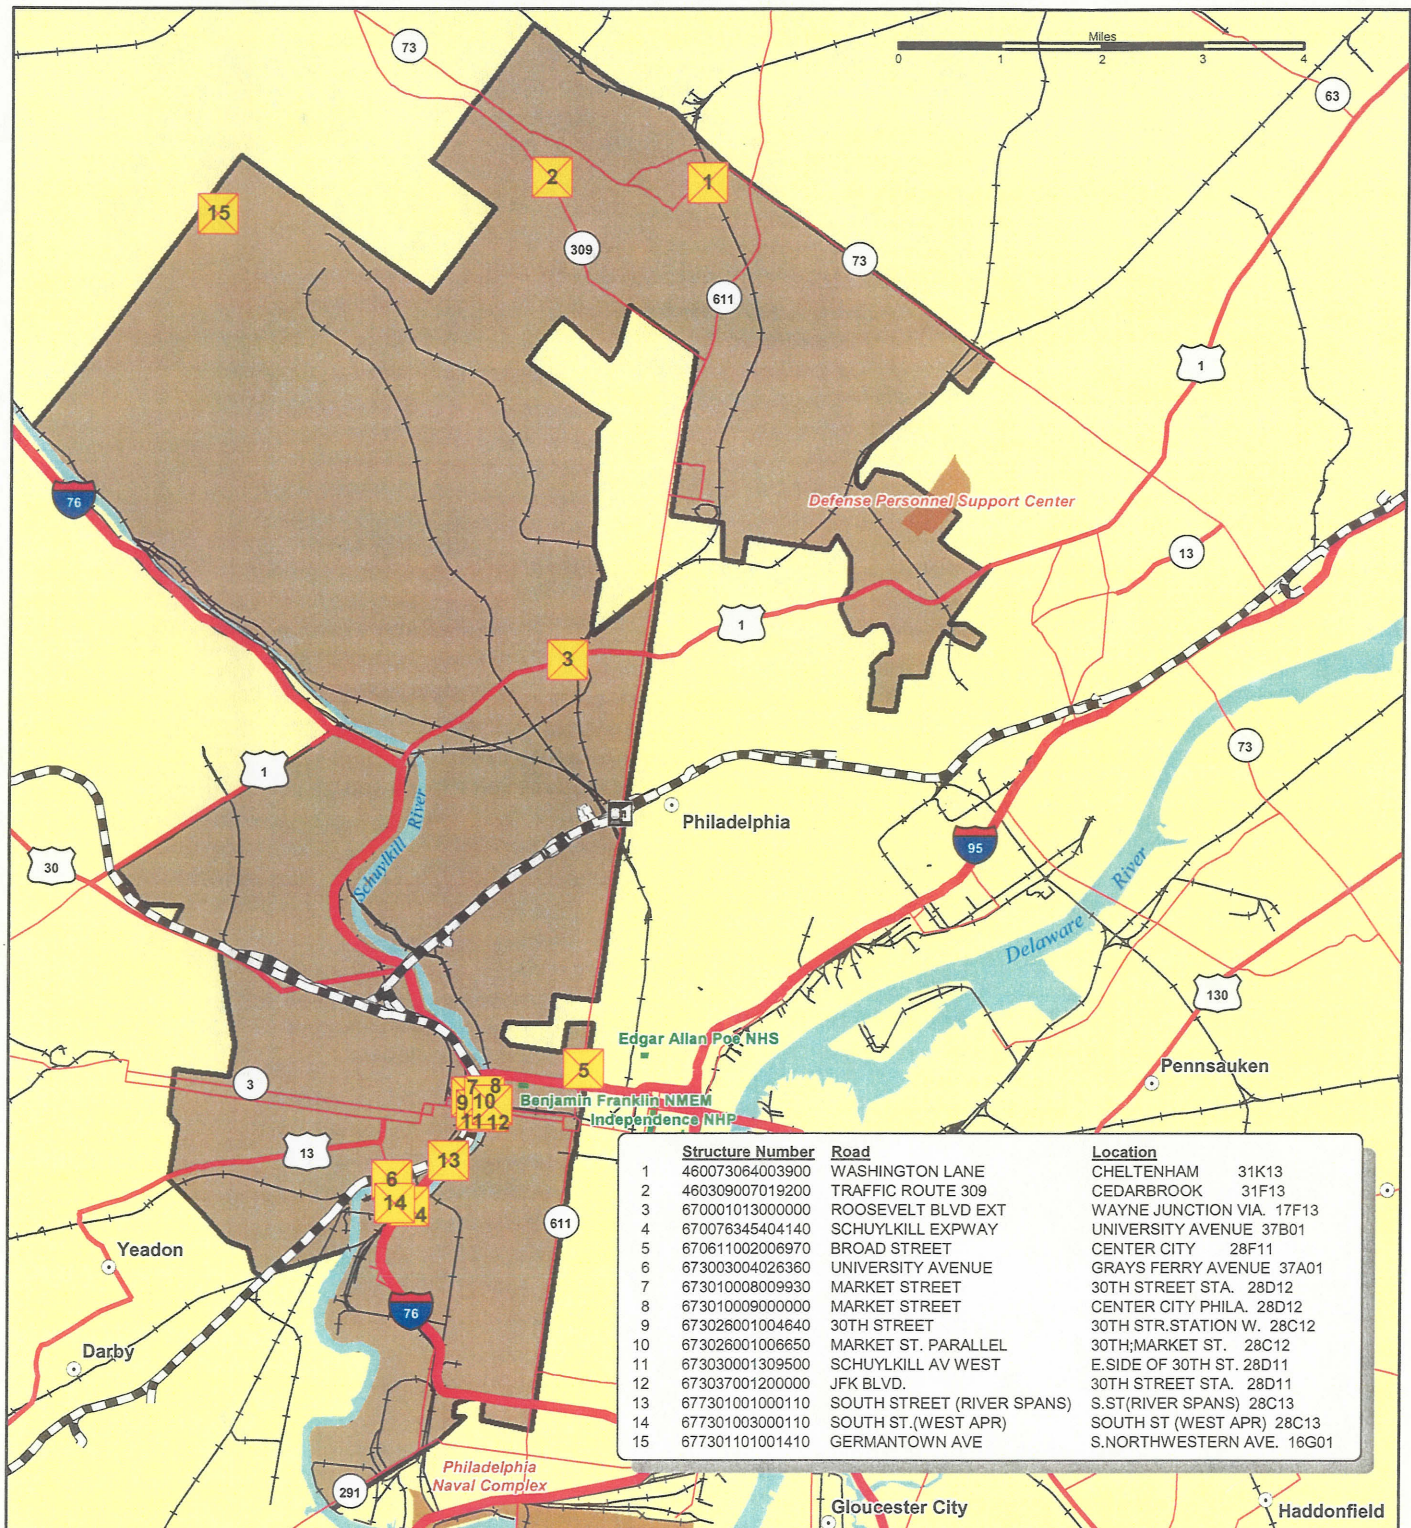 Miles
0 1 2 3 4
73
63
2
1
15
309
73
611
1
76
Defense Personnel Support Center
13
1
3
73
1
Schuylkill River
Philadelphia
95
30
Delaware River
130
Edgar Allan Poe NHS
Pennsauken
5
3
7 8
9 10
Benjamin Franklin NMEM
11 12
Independence NHP
13
13
6
14
4
611
Yeadon
76
Darby
Structure Number Road Location
1 460073064003900 WASHINGTON LANE CHELTENHAM 31K13
2 460309007019200 TRAFFIC ROUTE 309 CEDARBROOK 31F13
3 670001013000000 ROOSEVELT BLVD EXT WAYNE JUNCTION VIA. 17F13
4 670076345404140 SCHUYLKILL EXPWAY UNIVERSITY AVENUE 37B01
5 670611002006970 BROAD STREET CENTER CITY 28F11
6 673003004026360 UNIVERSITY AVENUE GRAYS FERRY AVENUE 37A01
7 673010008009930 MARKET STREET 30TH STREET STA. 28D12
8 673010009000000 MARKET STREET CENTER CITY PHILA. 28D12
9 673026001004640 30TH STREET 30TH STR.STATION W. 28C12
10 673026001006650 MARKET ST. PARALLEL 30TH;MARKET ST. 28C12
11 673030001309500 SCHUYLKILL AV WEST E.SIDE OF 30TH ST. 28D11
12 673037001200000 JFK BLVD. 30TH STREET STA. 28D11
13 677301001000110 SOUTH STREET (RIVER SPANS) S.ST(RIVER SPANS) 28C13
14 677301003000110 SOUTH ST.(WEST APR) SOUTH ST (WEST APR) 28C13
15 677301101001410 GERMANTOWN AVE S.NORTHWESTERN AVE. 16G01
Philadelphia
Naval Complex
291
Gloucester City
Haddonfield